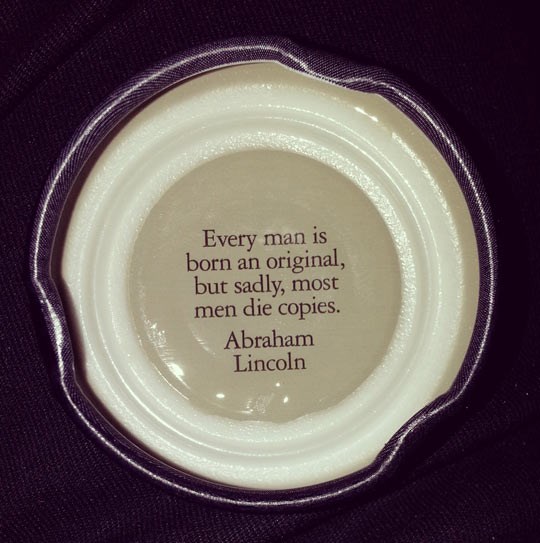 Every man is
born an original,
but sadly, most
men die copies.
Abraham
Lincoln